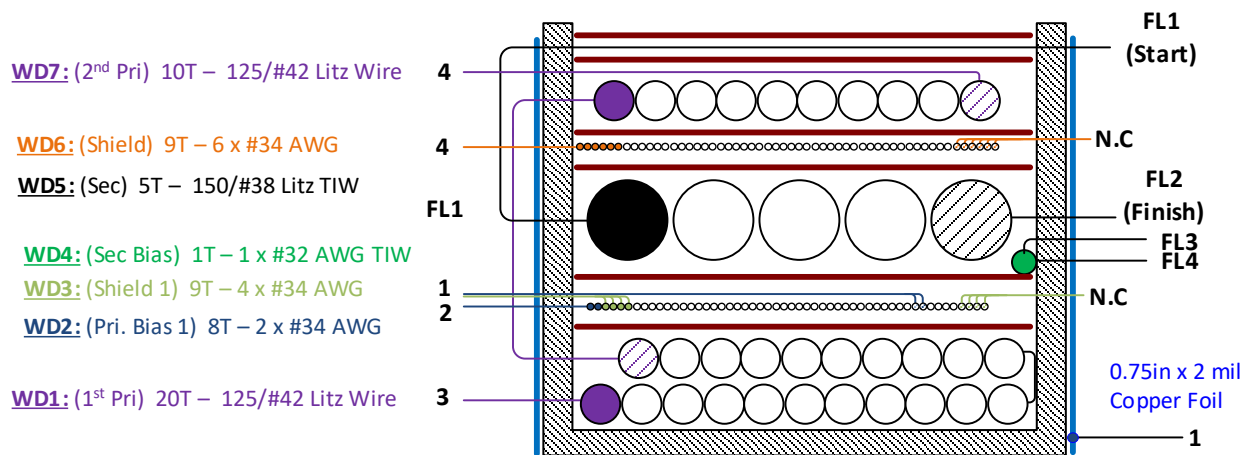 WD7: (2nd Pri) 10T – 125/#42 Litz Wire
WD6: (Shield) 9T – 6 x #34 AWG
WD5: (Sec) 5T – 150/#38 Litz TIW
WD4: (Sec Bias) 1T – 1 x #32 AWG TIW
WD3: (Shield 1) 9T – 4 x #34 AWG
WD2: (Pri. Bias 1) 8T – 2 x #34 AWG
WD1: (1st Pri) 20T – 125/#42 Litz Wire
4
4
FL1
1
2
3
FL1
(Start)
N.C
FL2
(Finish)
FL3
FL4
N.C
0.75in x 2 mil
Copper Foil
1